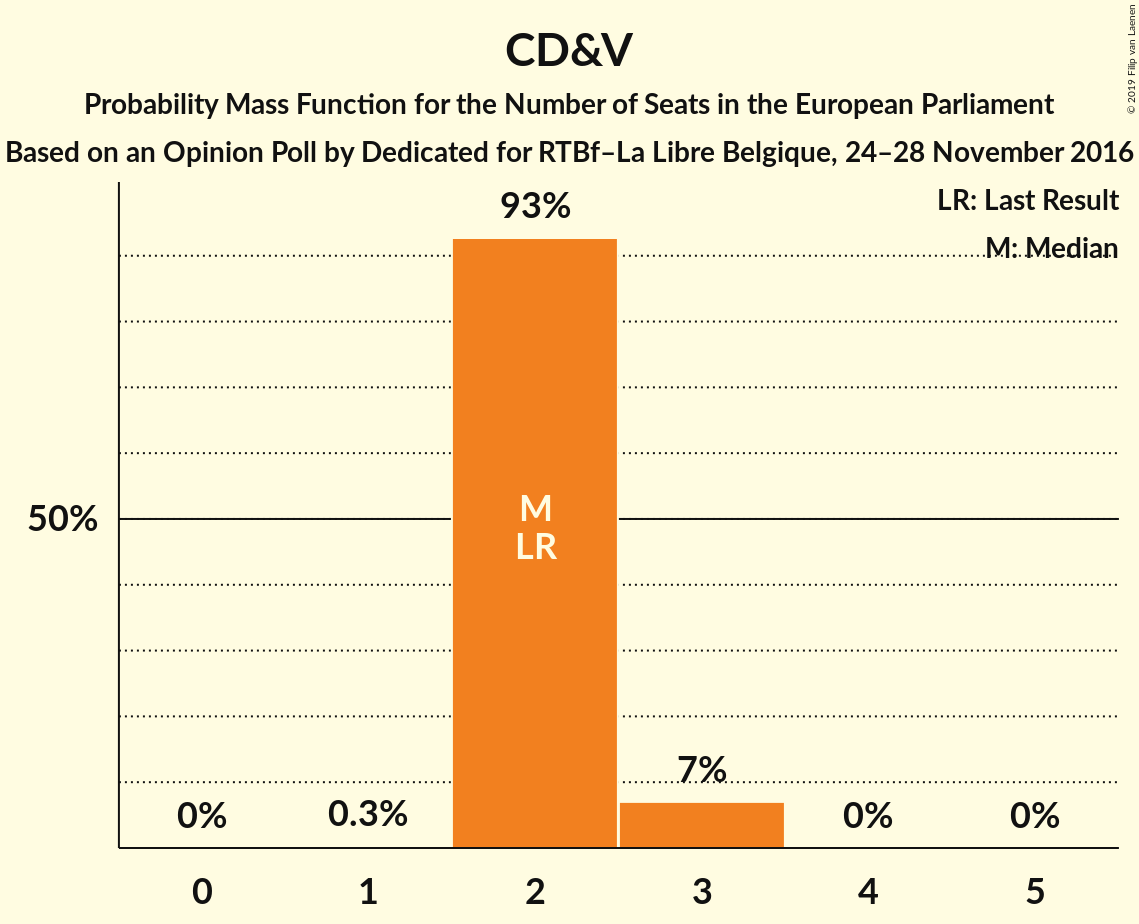 CD&V
Probability Mass Function for the Number of Seats in the European Parliament
Based on an Opinion Poll by Dedicated for RTBf–La Libre Belgique, 24–28 November 2016
© 2019 Filip van Laenen
LR: Last Result
M: Median
93%
50%
M
LR
7%
0%
0.3%
0%
0%
0
1
2
3
4
5